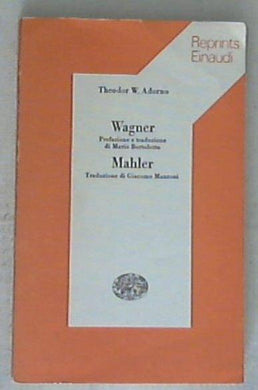 Reprints
Einaudi
Theodor W. Adorno
Wagner
Prefazione e traduzione
di Mario Bortolotto
Mahler
Traduzione di Giacomo Manzoni